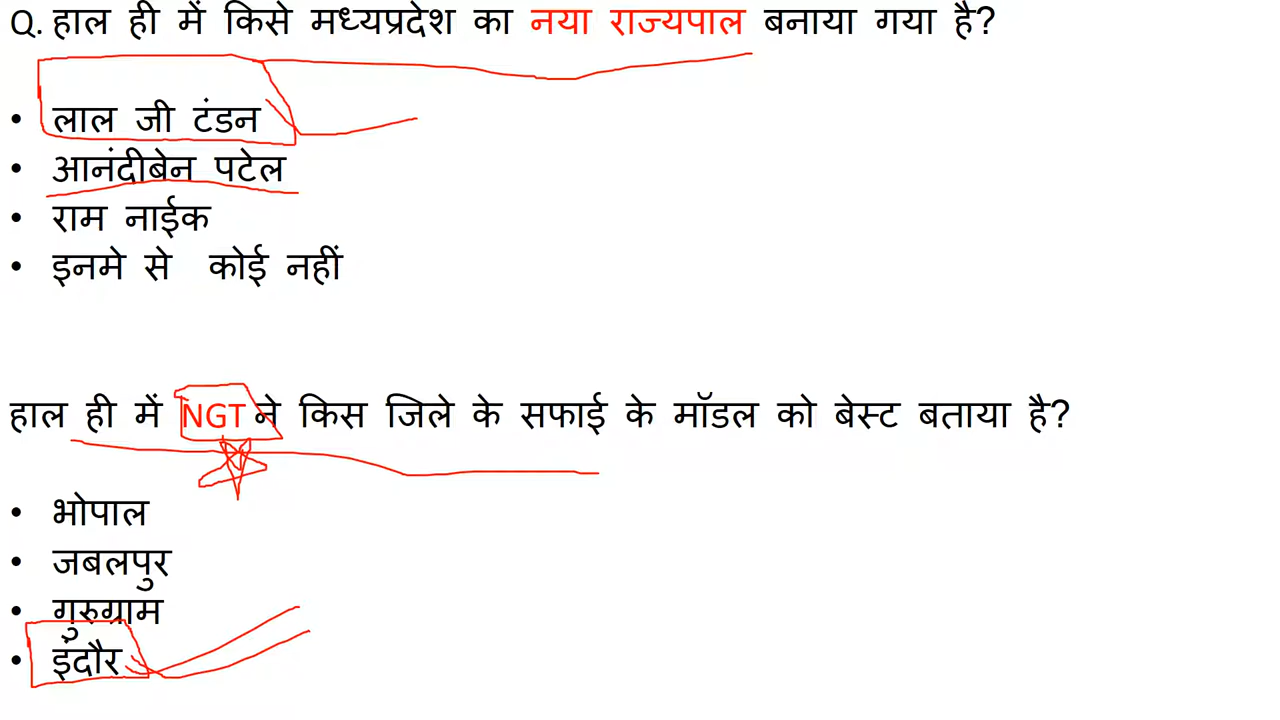 Q. हाल ही में किसे मध्यप्रदेश का नया राज्यपाल बनाया गया है?
• लाल जी टंडन
• आनंदीबेन पटेल
• राम नाईक
• इनमे से कोई नहीं
हाल ही में NGT ने किस जिले के सफाई के मॉडल को बेस्ट बताया है?
• भोपाल
• जबलपुर
• गुरुग्राम
• इंदौर